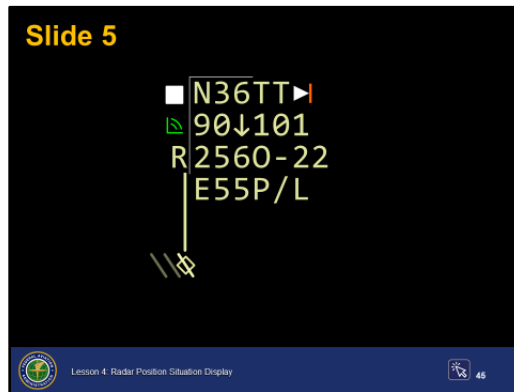 Slide 5
N36TT
90↓101
R256O-22
E55P/L
Lesson 4: Radar Position Situation Display
45